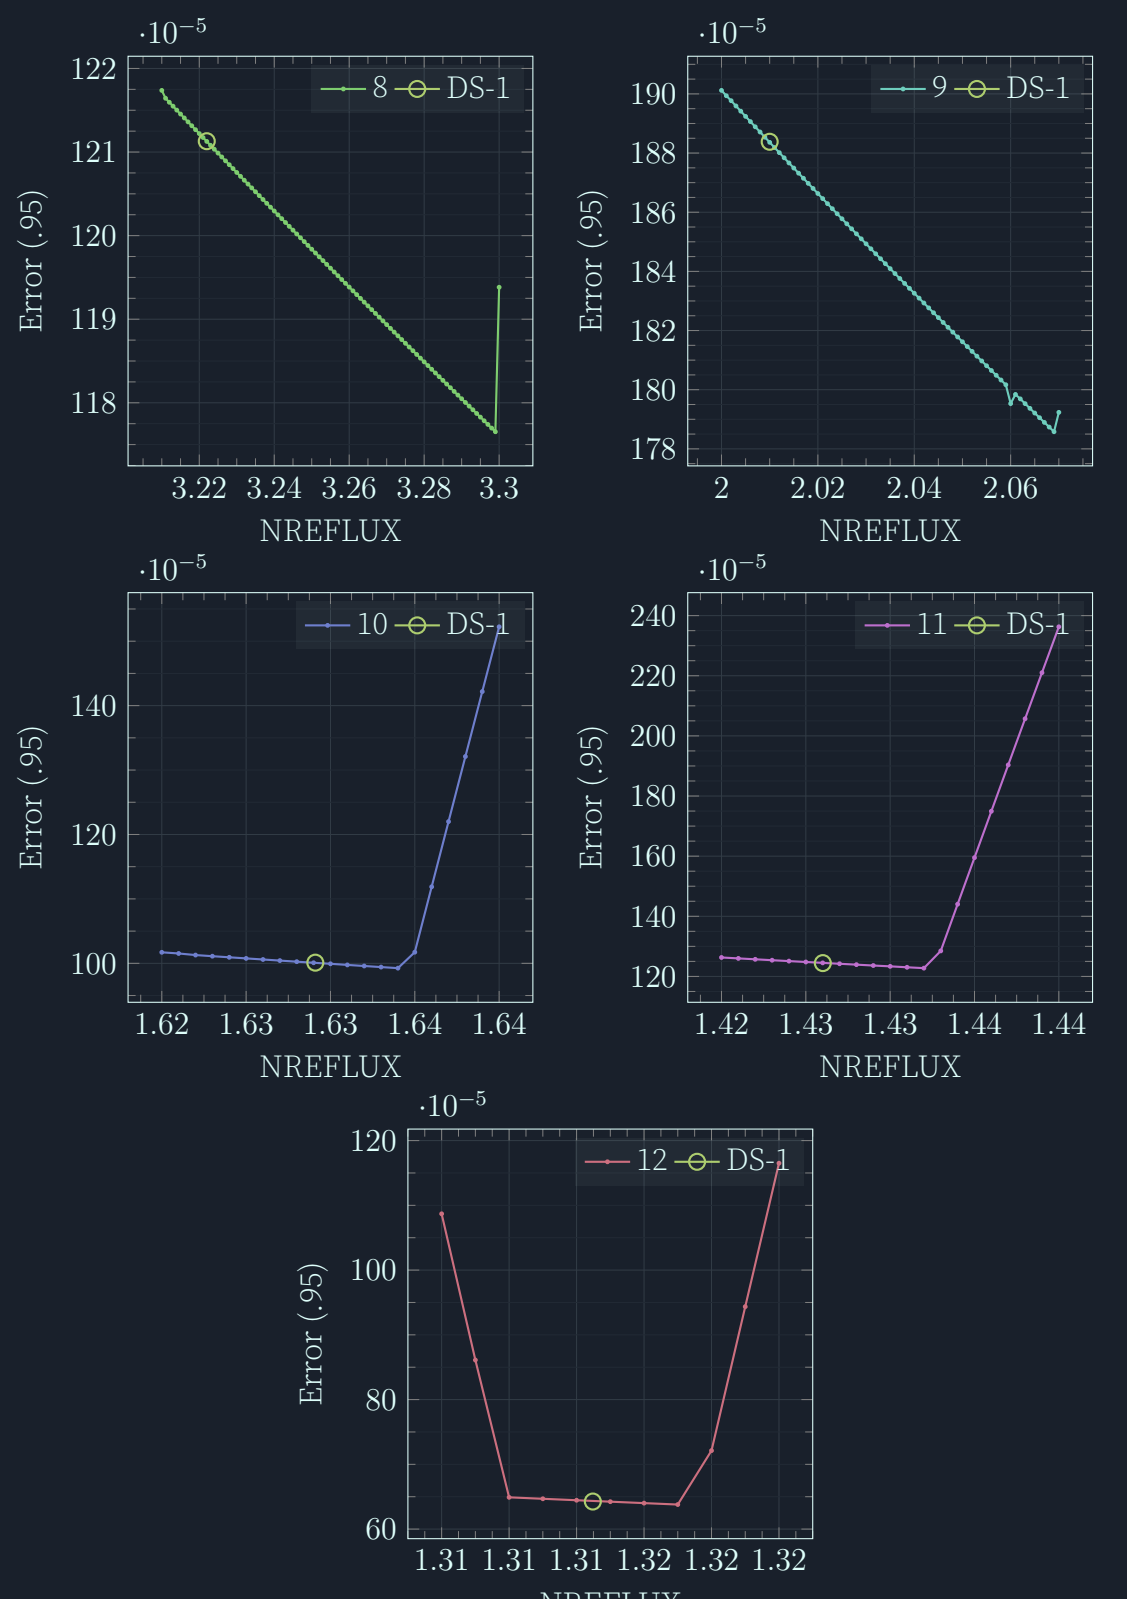 ·10⁻⁵ ·10⁻⁵
122
8 DS-1
121
120
119
118
Error (.95)
3.22 3.24 3.26 3.28 3.3
NREFLUX
9 DS-1
190
188
186
184
182
180
178
Error (.95)
2 2.02 2.04 2.06
NREFLUX
·10⁻⁵
10 DS-1
140
120
100
Error (.95)
1.62 1.63 1.63 1.64 1.64
NREFLUX
·10⁻⁵
11 DS-1
240
220
200
180
160
140
120
Error (.95)
1.42 1.43 1.43 1.44 1.44
NREFLUX
·10⁻⁵
12 DS-1
120
100
80
60
Error (.95)
1.31 1.31 1.31 1.32 1.32 1.32
NREFLUX